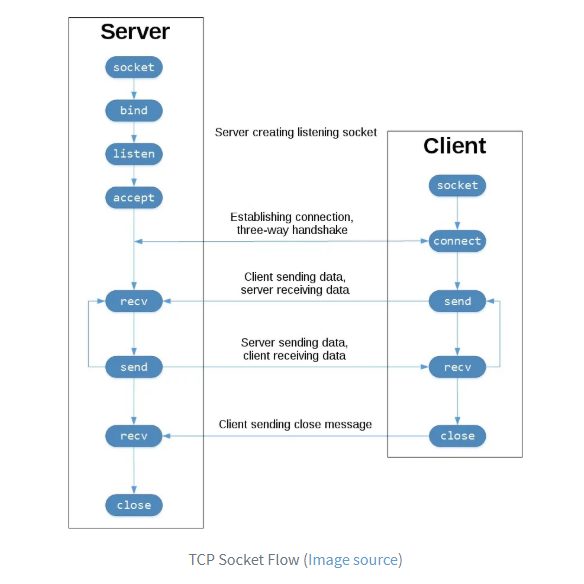 Server
socket
bind
listen
accept
recv
send
recv
close
Server creating listening socket
Establishing connection,
three-way handshake
Client sending data,
server receiving data
Server sending data,
client receiving data
Client sending close message
Client
socket
connect
send
recv
close
TCP Socket Flow (Image source)